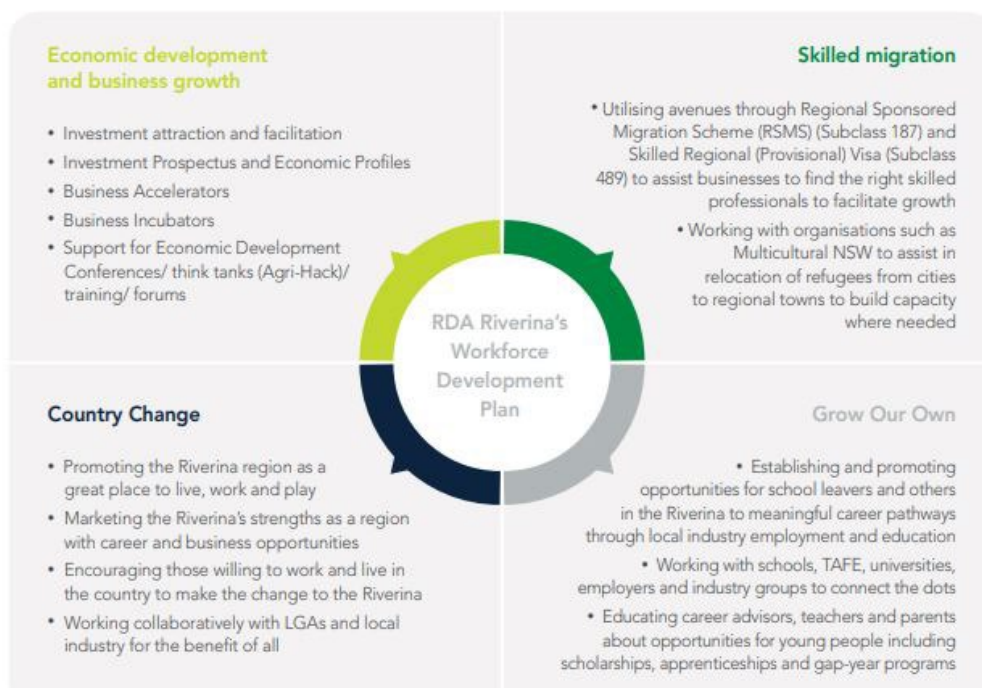 Economic development
and business growth
• Investment attraction and facilitation
• Investment Prospectus and Economic Profiles
• Business Accelerators
• Business Incubators
• Support for Economic Development
Conferences/ think tanks (Agri-Hack)/
training/ forums
Skilled migration
• Utilising avenues through Regional Sponsored
Migration Scheme (RSMS) (Subclass 187) and
Skilled Regional (Provisional) Visa (Subclass
489) to assist businesses to find the right skilled
professionals to facilitate growth
• Working with organisations such as
Multicultural NSW to assist in
relocation of refugees from cities
to regional towns to build capacity
where needed
RDA Riverina's
Workforce
Development
Plan
Country Change
• Promoting the Riverina region as a
great place to live, work and play
• Marketing the Riverina's strengths as a region
with career and business opportunities
• Encouraging those willing to work and live in
the country to make the change to the Riverina
• Working collaboratively with LGAs and local
industry for the benefit of all
Grow Our Own
• Establishing and promoting
opportunities for school leavers and others
in the Riverina to meaningful career pathways
through local industry employment and education
• Working with schools, TAFE, universities,
employers and industry groups to connect the dots
• Educating career advisors, teachers and parents
about opportunities for young people including
scholarships, apprenticeships and gap-year programs